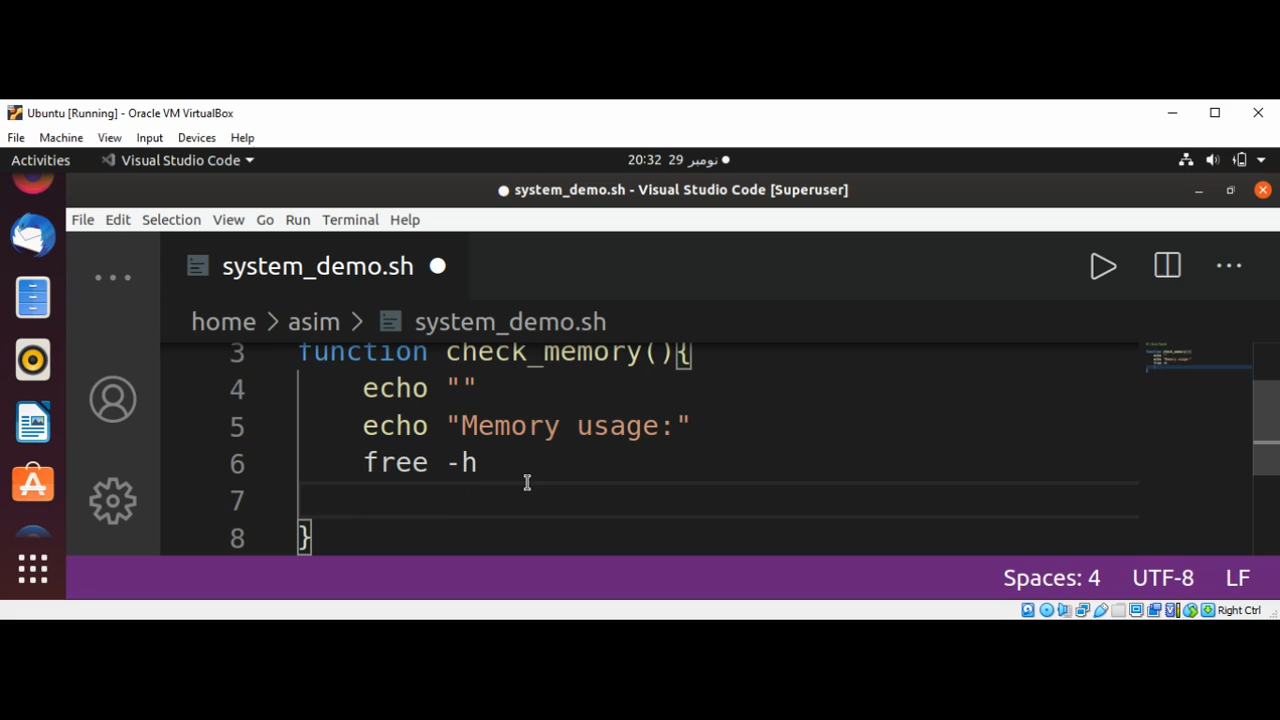 Ubuntu [Running] - Oracle VM VirtualBox
File Machine View Input Devices Help
Activities Visual Studio Code 20:32 29 نومبر
● system_demo.sh - Visual Studio Code [Superuser]
File Edit Selection View Go Run Terminal Help
system_demo.sh
home > asim > system_demo.sh
3 function check_memory(){
4 echo ""
5 echo "Memory usage:"
6 free -h
7
8 }
Spaces: 4 UTF-8 LF
Right Ctrl